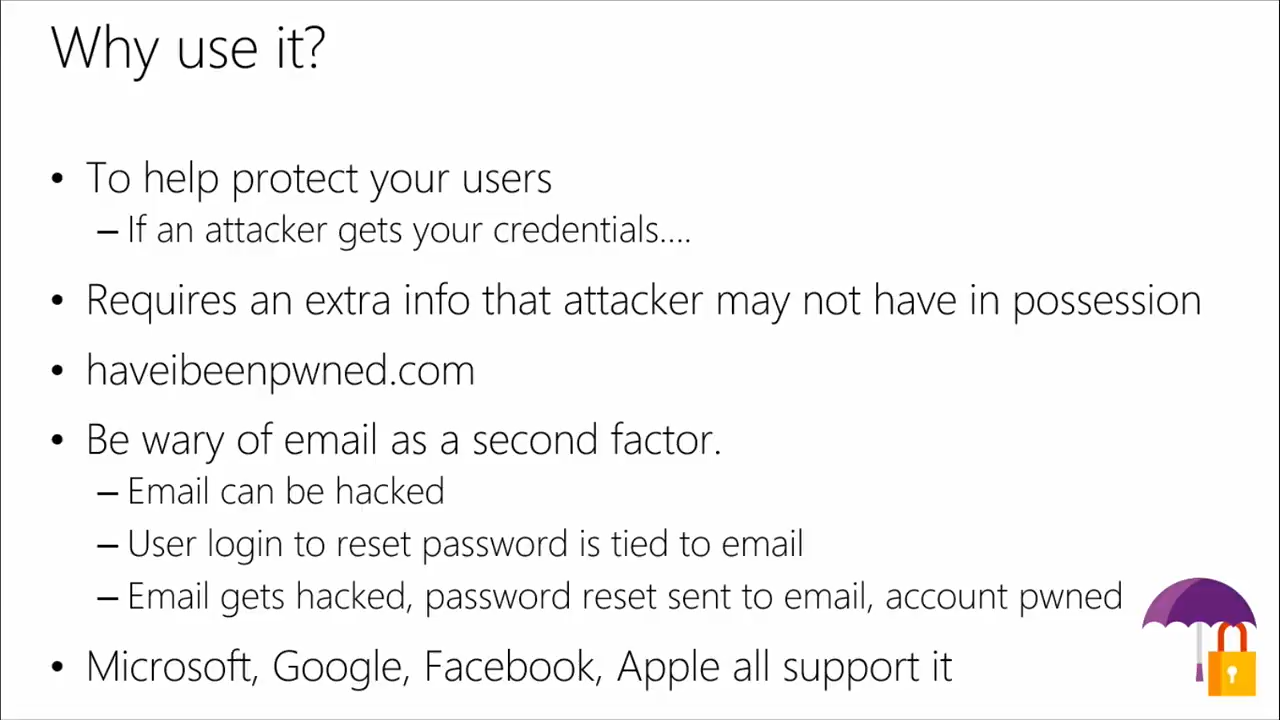 Why use it?
• To help protect your users
– If an attacker gets your credentials....
• Requires an extra info that attacker may not have in possession
• haveibeenpwned.com
• Be wary of email as a second factor.
– Email can be hacked
– User login to reset password is tied to email
– Email gets hacked, password reset sent to email, account pwned
• Microsoft, Google, Facebook, Apple all support it